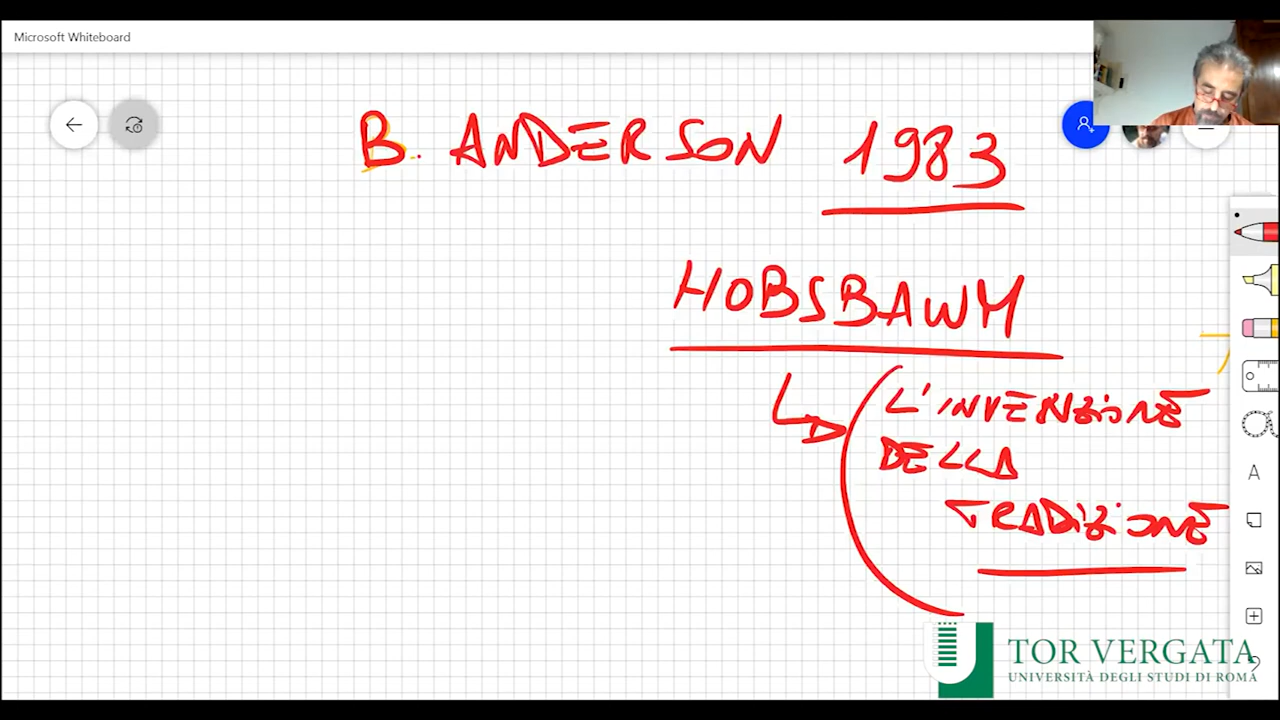 Microsoft Whiteboard
B. ANDERSON 1983
HOBSBAWM
L'INVENZIONE
DELLA
TRADIZIONE
A
TOR VERGATA
UNIVERSITÀ DEGLI STUDI DI ROMA